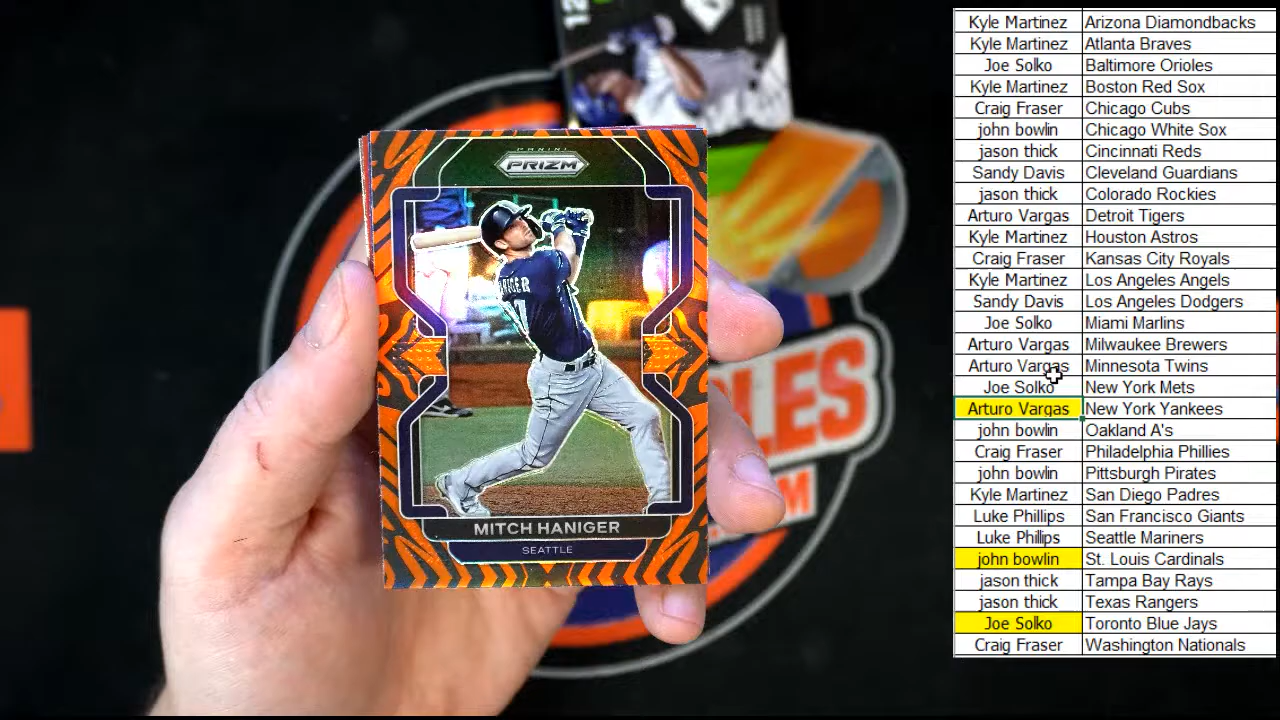 12
PANINI
PRIZM
HANIGER
MITCH HANIGER
SEATTLE
LES
M
Kyle Martinez Arizona Diamondbacks
Kyle Martinez Atlanta Braves
Joe Solko Baltimore Orioles
Kyle Martinez Boston Red Sox
Craig Fraser Chicago Cubs
john bowlin Chicago White Sox
jason thick Cincinnati Reds
Sandy Davis Cleveland Guardians
jason thick Colorado Rockies
Arturo Vargas Detroit Tigers
Kyle Martinez Houston Astros
Craig Fraser Kansas City Royals
Kyle Martinez Los Angeles Angels
Sandy Davis Los Angeles Dodgers
Joe Solko Miami Marlins
Arturo Vargas Milwaukee Brewers
Arturo Vargas Minnesota Twins
Joe Solko New York Mets
Arturo Vargas New York Yankees
john bowlin Oakland A's
Craig Fraser Philadelphia Phillies
john bowlin Pittsburgh Pirates
Kyle Martinez San Diego Padres
Luke Phillips San Francisco Giants
Luke Phillips Seattle Mariners
john bowlin St. Louis Cardinals
jason thick Tampa Bay Rays
jason thick Texas Rangers
Joe Solko Toronto Blue Jays
Craig Fraser Washington Nationals